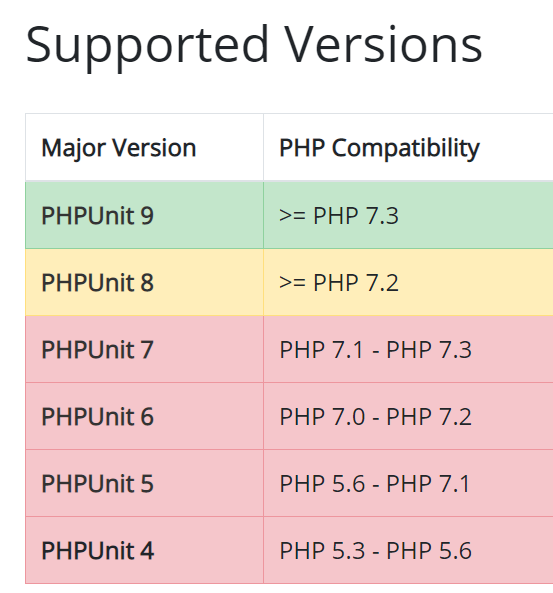 Supported Versions
Major Version PHP Compatibility
PHPUnit 9 >= PHP 7.3
PHPUnit 8 >= PHP 7.2
PHPUnit 7 PHP 7.1 - PHP 7.3
PHPUnit 6 PHP 7.0 - PHP 7.2
PHPUnit 5 PHP 5.6 - PHP 7.1
PHPUnit 4 PHP 5.3 - PHP 5.6